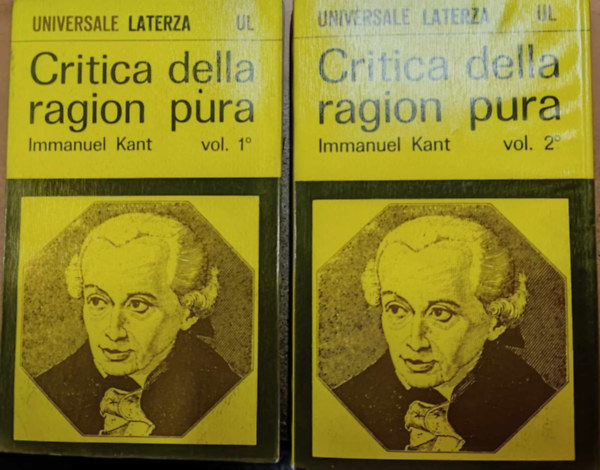 UNIVERSALE LATERZA UL
Critica della
ragion pura
Immanuel Kant vol. 1°
UNIVERSALE LATERZA UL
Critica della
ragion pura
Immanuel Kant vol. 2°